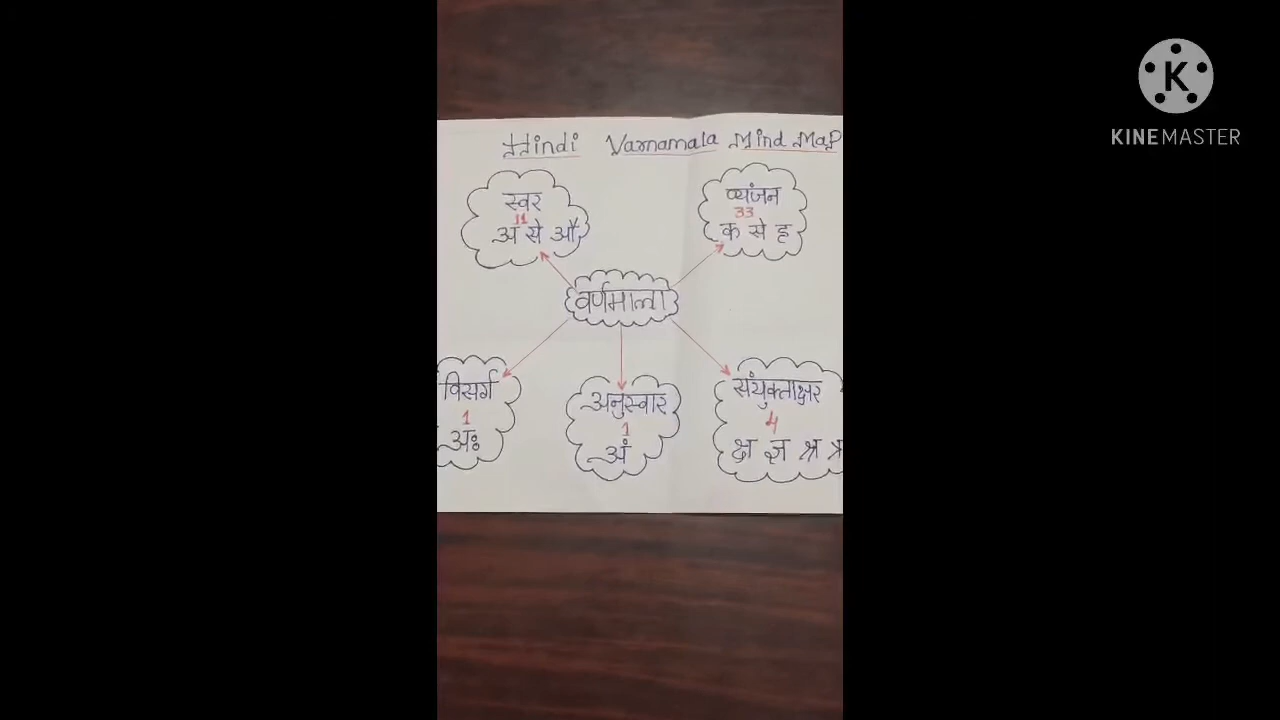 Hindi Varnamala Mind Map
स्वर
11
अ से औ
व्यंजन
33
क से ह
वर्णमाला
विसर्ग
1
अः
अनुस्वार
1
अं
संयुक्ताक्षर
4
क्ष ज्ञ श्र त्र
K
KINEMASTER